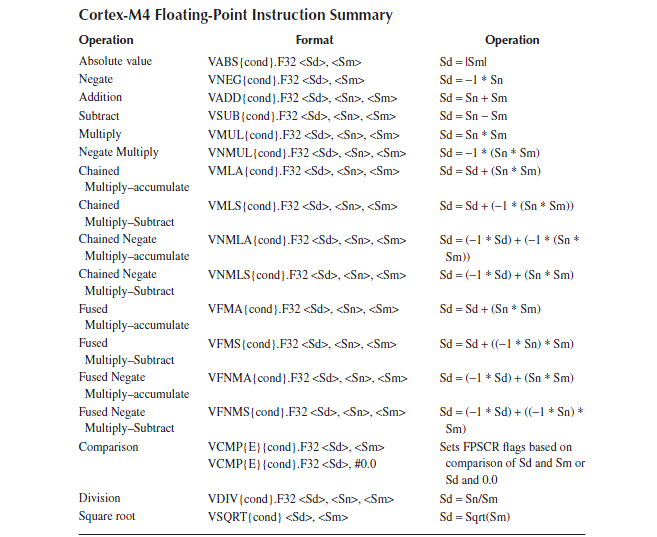 Cortex-M4 Floating-Point Instruction Summary
Operation Format Operation
Absolute value VABS{cond}.F32 <Sd>, <Sm> Sd = |Sm|
Negate VNEG{cond}.F32 <Sd>, <Sm> Sd = −1 * Sn
Addition VADD{cond}.F32 <Sd>, <Sn>, <Sm> Sd = Sn + Sm
Subtract VSUB{cond}.F32 <Sd>, <Sn>, <Sm> Sd = Sn − Sm
Multiply VMUL{cond}.F32 <Sd>, <Sn>, <Sm> Sd = Sn * Sm
Negate Multiply VNMUL{cond}.F32 <Sd>, <Sn>, <Sm> Sd = −1 * (Sn * Sm)
Chained VMLA{cond}.F32 <Sd>, <Sn>, <Sm> Sd = Sd + (Sn * Sm)
Multiply–accumulate
Chained VMLS{cond}.F32 <Sd>, <Sn>, <Sm> Sd = Sd + (−1 * (Sn * Sm))
Multiply–Subtract
Chained Negate VNMLA{cond}.F32 <Sd>, <Sn>, <Sm> Sd = (−1 * Sd) + (−1 * (Sn *
Multiply–accumulate Sm))
Chained Negate VNMLS{cond}.F32 <Sd>, <Sn>, <Sm> Sd = (−1 * Sd) + (Sn * Sm)
Multiply–Subtract
Fused VFMA{cond}.F32 <Sd>, <Sn>, <Sm> Sd = Sd + (Sn * Sm)
Multiply–accumulate
Fused VFMS{cond}.F32 <Sd>, <Sn>, <Sm> Sd = Sd + ((−1 * Sn) * Sm)
Multiply–Subtract
Fused Negate VFNMA{cond}.F32 <Sd>, <Sn>, <Sm> Sd = (−1 * Sd) + (Sn * Sm)
Multiply–accumulate
Fused Negate VFNMS{cond}.F32 <Sd>, <Sn>, <Sm> Sd = (−1 * Sd) + ((−1 * Sn) *
Multiply–Subtract Sm)
Comparison VCMP{E}{cond}.F32 <Sd>, <Sm> Sets FPSCR flags based on
VCMP{E}{cond}.F32 <Sd>, #0.0 comparison of Sd and Sm or
Sd and 0.0
Division VDIV{cond}.F32 <Sd>, <Sn>, <Sm> Sd = Sn/Sm
Square root VSQRT{cond} <Sd>, <Sm> Sd = Sqrt(Sm)